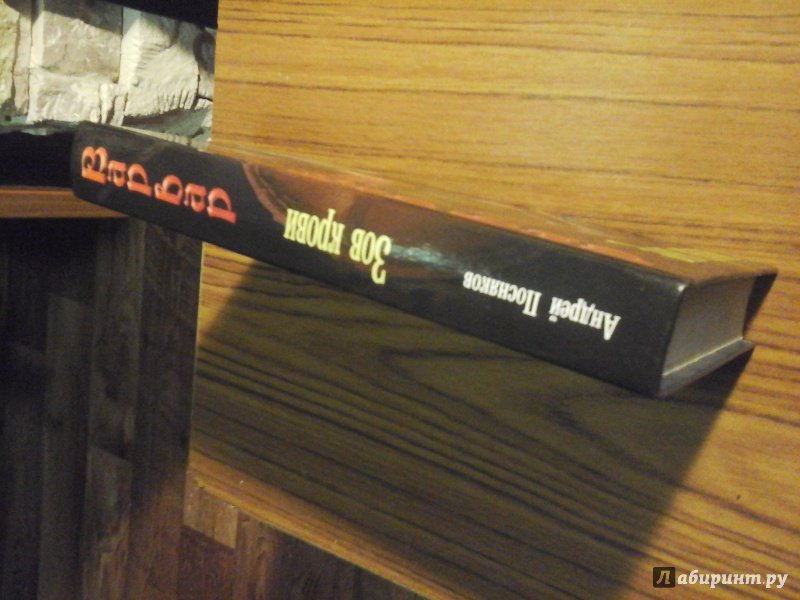 Андрей Посняков
Зов крови
Варвар
Лабиринт.ру